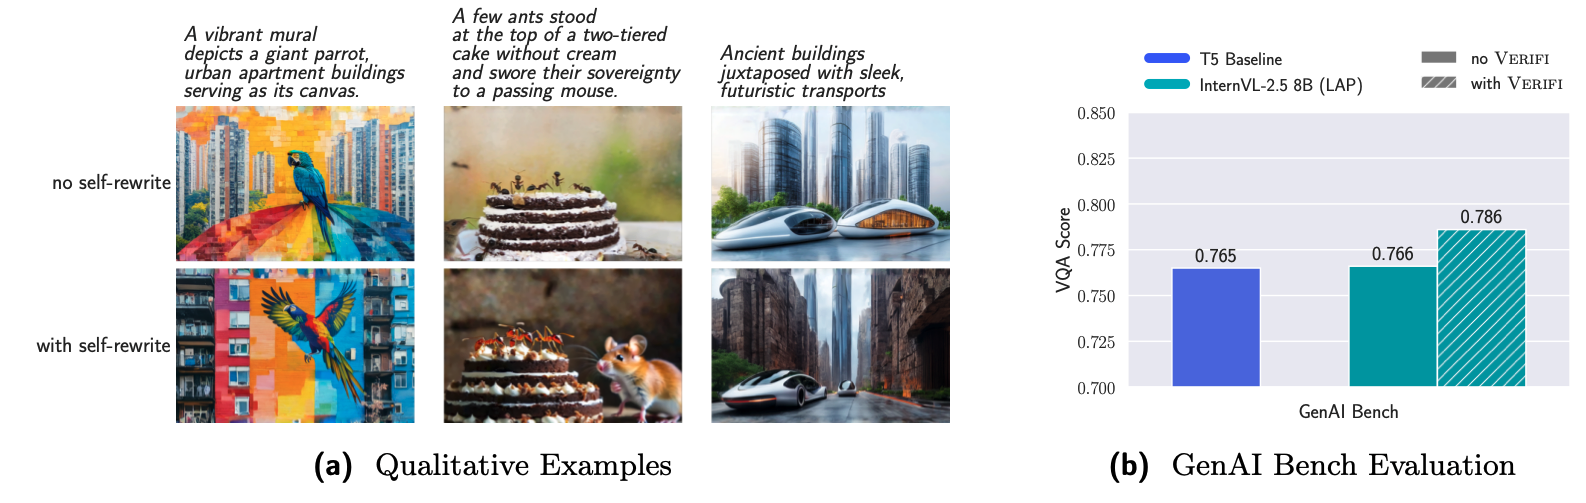 A vibrant mural
depicts a giant parrot,
urban apartment buildings
serving as its canvas.
A few ants stood
at the top of a two-tiered
cake without cream
and swore their sovereignty
to a passing mouse.
Ancient buildings
juxtaposed with sleek,
futuristic transports
no self-rewrite
with self-rewrite
(a) Qualitative Examples
T5 Baseline
InternVL-2.5 8B (LAP)
no VERIFI
with VERIFI
VQA Score
0.850
0.825
0.800
0.775
0.750
0.725
0.700
0.765
0.766
0.786
GenAI Bench
(b) GenAI Bench Evaluation